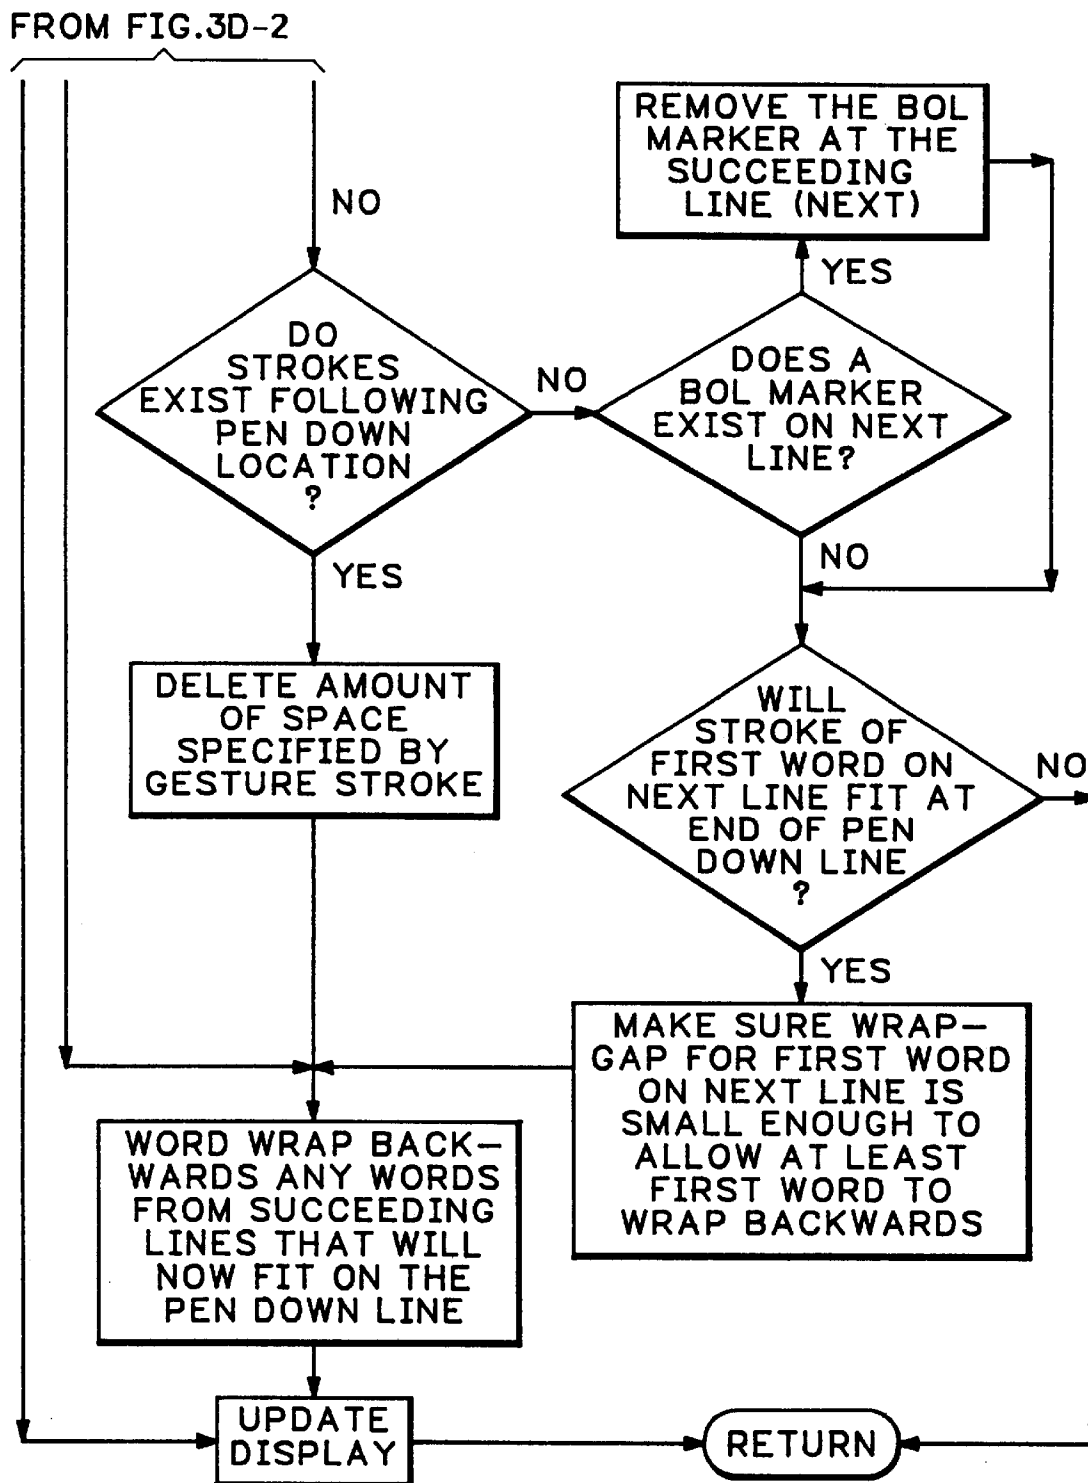 FROM FIG.3D-2
REMOVE THE BOL
MARKER AT THE
SUCCEEDING
LINE (NEXT)
NO
YES
DO
STROKES
EXIST FOLLOWING
PEN DOWN
LOCATION
?
NO
DOES A
BOL MARKER
EXIST ON NEXT
LINE?
YES
NO
DELETE AMOUNT
OF SPACE
SPECIFIED BY
GESTURE STROKE
WILL
STROKE OF
FIRST WORD ON
NEXT LINE FIT AT
END OF PEN
DOWN LINE
?
NO
YES
MAKE SURE WRAP-
GAP FOR FIRST WORD
ON NEXT LINE IS
SMALL ENOUGH TO
ALLOW AT LEAST
FIRST WORD TO
WRAP BACKWARDS
WORD WRAP BACK-
WARDS ANY WORDS
FROM SUCCEEDING
LINES THAT WILL
NOW FIT ON THE
PEN DOWN LINE
UPDATE
DISPLAY
RETURN